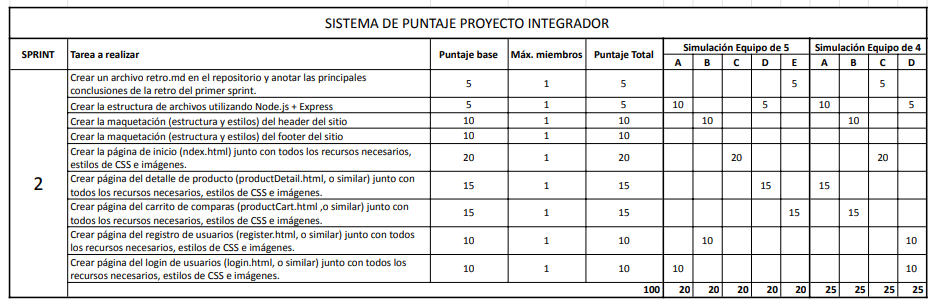 SISTEMA DE PUNTAJE PROYECTO INTEGRADOR
SPRINT Tarea a realizar Puntaje base Máx. miembros Puntaje Total Simulación Equipo de 5 Simulación Equipo de 4
A B C D E A B C D
2
Crear un archivo retro.md en el repositorio y anotar las principales
conclusiones de la retro del primer sprint. 5 1 5 5 5
Crear la estructura de archivos utilizando Node.js + Express 5 1 5 10 5 10 5
Crear la maquetación (estructura y estilos) del header del sitio 10 1 10 10 10
Crear la maquetación (estructura y estilos) del footer del sitio 10 1 10
Crear la página de inicio (ndex.html) junto con todos los recursos necesarios,
estilos de CSS e imágenes. 20 1 20 20 20
Crear página del detalle de producto (productDetail.html, o similar) junto con
todos los recursos necesarios, estilos de CSS e imágenes. 15 1 15 15 15
Crear página del carrito de comparas (productCart.html ,o similar) junto con
todos los recursos necesarios, estilos de CSS e imágenes. 15 1 15 15 15
Crear página del registro de usuarios (register.html, o similar) junto con todos
los recursos necesarios, estilos de CSS e imágenes. 10 1 10 10 10
Crear página del login de usuarios (login.html, o similar) junto con todos los
recursos necesarios, estilos de CSS e imágenes. 10 1 10 10 10
100 20 20 20 20 20 25 25 25 25